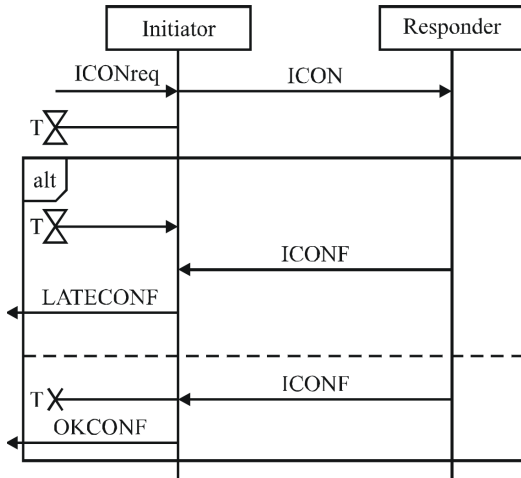 Initiator Responder
ICONreq ICON
T
alt
T
ICONF
LATECONF
T ICONF
OKCONF